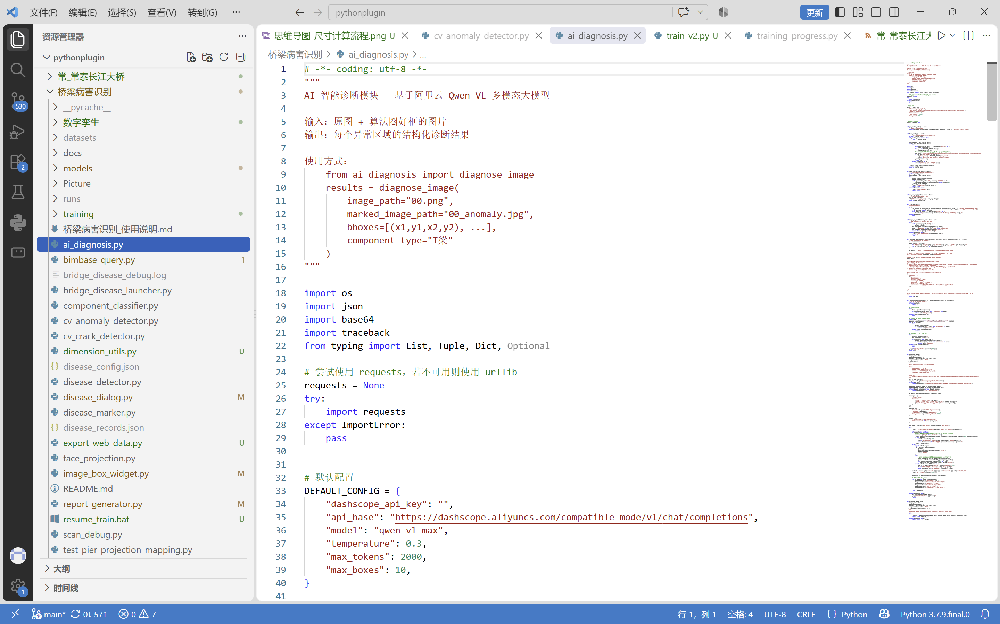 文件(F) 编辑(E) 选择(S) 查看(V) 转到(G) ··· pythonplugin 更新
资源管理器 ···
pythonplugin
常_常泰长江大桥
桥梁病害识别
__pycache__
数字孪生
datasets
docs
models
Picture
runs
training
桥梁病害识别_使用说明.md
ai_diagnosis.py
bimbase_query.py 1
bridge_disease_debug.log
bridge_disease_launcher.py
component_classifier.py
cv_anomaly_detector.py
cv_crack_detector.py
dimension_utils.py U
disease_config.json
disease_detector.py
disease_dialog.py M
disease_marker.py
disease_records.json
export_web_data.py U
face_projection.py
image_box_widget.py M
README.md
report_generator.py M
resume_train.bat U
scan_debug.py
test_pier_projection_mapping.py
大纲
时间线
530
2
1
思维导图_尺寸计算流程.png U cv_anomaly_detector.py ai_diagnosis.py train_v2.py U training_progress.py 常_常泰长江大
桥梁病害识别 > ai_diagnosis.py > ...
1 # -*- coding: utf-8 -*-
2 """
3 AI 智能诊断模块 — 基于阿里云 Qwen-VL 多模态大模型
4
5 输入：原图 + 算法圈好框的图片
6 输出：每个异常区域的结构化诊断结果
7
8 使用方式：
9 from ai_diagnosis import diagnose_image
10 results = diagnose_image(
11 image_path="00.png",
12 marked_image_path="00_anomaly.jpg",
13 bboxes=[(x1,y1,x2,y2), ...],
14 component_type="T梁"
15 )
16 """
17
18 import os
19 import json
20 import base64
21 import traceback
22 from typing import List, Tuple, Dict, Optional
23
24 # 尝试使用 requests，若不可用则使用 urllib
25 requests = None
26 try:
27 import requests
28 except ImportError:
29 pass
30
31
32 # 默认配置
33 DEFAULT_CONFIG = {
34 "dashscope_api_key": "",
35 "api_base": "https://dashscope.aliyuncs.com/compatible-mode/v1/chat/completions",
36 "model": "qwen-vl-max",
37 "temperature": 0.3,
38 "max_tokens": 2000,
39 "max_boxes": 10,
40 }
41
main* 0↓ 57↑ 0 7 行 1，列 1 空格: 4 UTF-8 CRLF {} Python Python 3.7.9.final.0